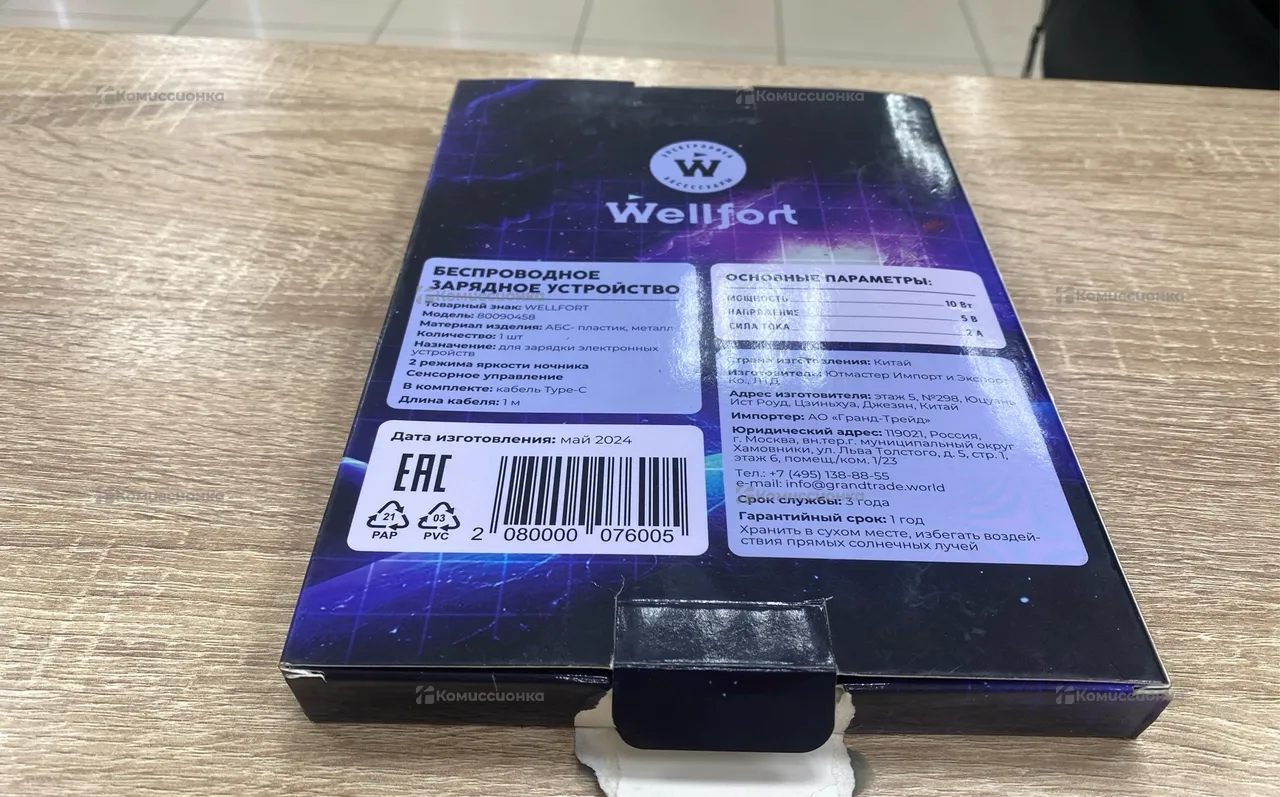 Комиссионка
Комиссионка
ЭЛЕКТРОНИКА
W
АКСЕССУАРЫ
Wellfort
БЕСПРОВОДНОЕ
ЗАРЯДНОЕ УСТРОЙСТВО
Комиссионка
Товарный знак: WELLFORT
Модель: 80090458
Материал изделия: АБС- пластик, металл
Количество: 1 шт
Назначение: для зарядки электронных
устройств
2 режима яркости ночника
Сенсорное управление
В комплекте: кабель Type-C
Длина кабеля: 1 м
ОСНОВНЫЕ ПАРАМЕТРЫ:
МОЩНОСТЬ 10 Вт
НАПРЯЖЕНИЕ 5 В
СИЛА ТОКА 2 А
Комиссионка
Страна изготовления: Китай
Изготовитель: Ютмастер Импорт и Экспорт
Ко., ЛТД.
Адрес изготовителя: этаж 5, №298, Юцуань
Ист Роуд, Цзиньхуа, Джезян, Китай
Импортер: АО «Гранд-Трейд»
Юридический адрес: 119021, Россия,
г. Москва, вн.тер.г. муниципальный округ
Хамовники, ул. Льва Толстого, д. 5, стр. 1,
этаж 6, помещ./ком. 1/23
Тел.: +7 (495) 138-88-55
e-mail: info@grandtrade.world
Комиссионка
Срок службы: 3 года
Гарантийный срок: 1 год
Хранить в сухом месте, избегать воздей-
ствия прямых солнечных лучей
Дата изготовления: май 2024
EAC
21
PAP
03
PVC
2 080000 076005
Комиссионка
Комиссионка
Комиссионка